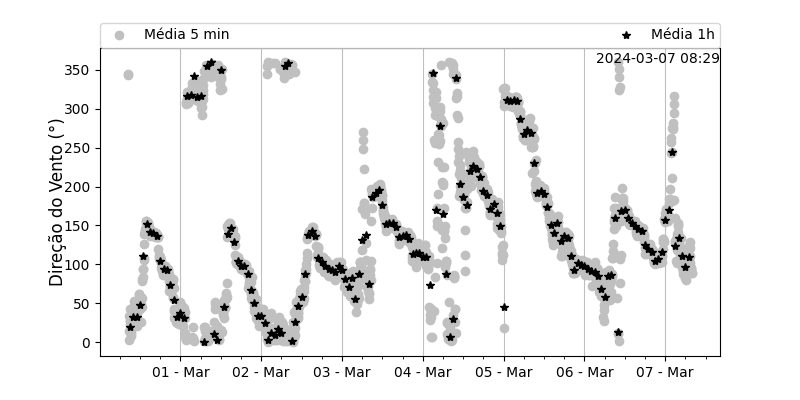 Média 5 min
Média 1h
2024-03-07 08:29
Direção do Vento (°)
350
300
250
200
150
100
50
0
01 - Mar
02 - Mar
03 - Mar
04 - Mar
05 - Mar
06 - Mar
07 - Mar